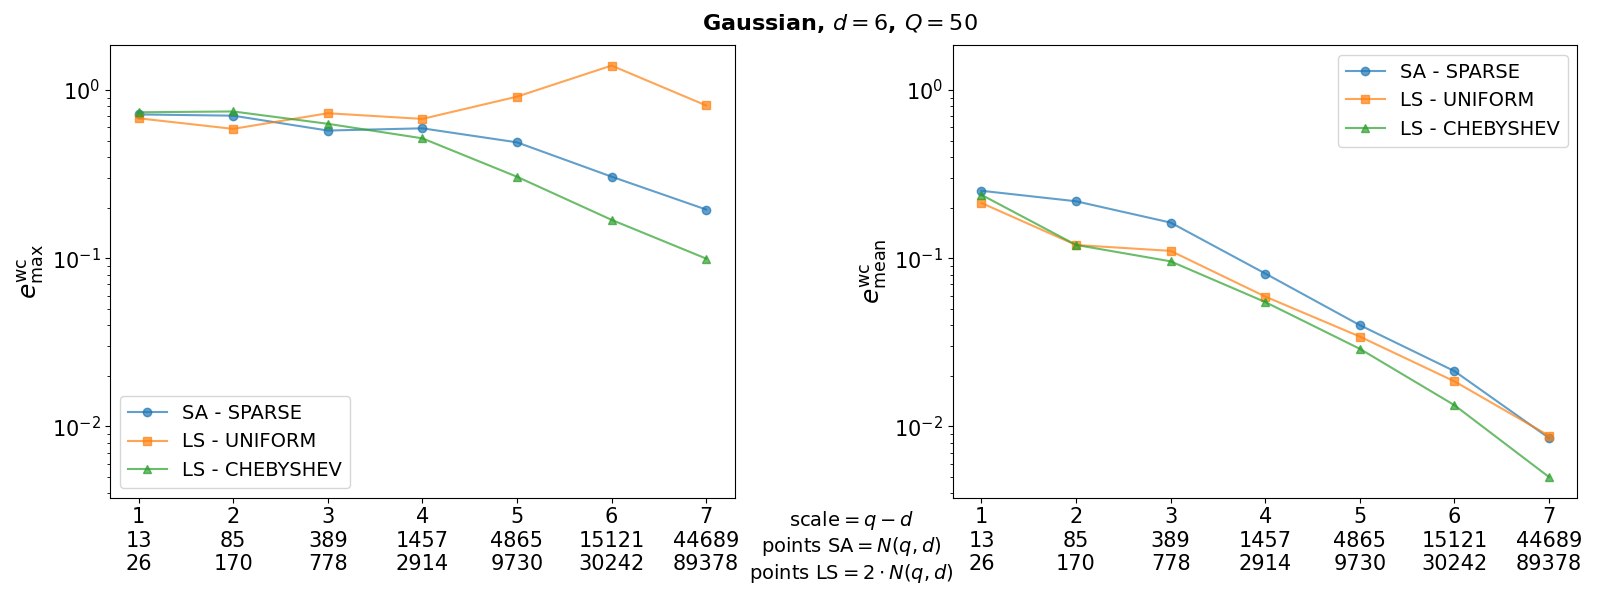 Gaussian, d = 6, Q = 50
e^wc_max
10^0
10^-1
10^-2
SA - SPARSE
LS - UNIFORM
LS - CHEBYSHEV
1 2 3 4 5 6 7
13 85 389 1457 4865 15121 44689
26 170 778 2914 9730 30242 89378
scale = q − d
points SA = N(q, d)
points LS = 2 · N(q, d)
e^wc_mean
10^0
10^-1
10^-2
SA - SPARSE
LS - UNIFORM
LS - CHEBYSHEV
1 2 3 4 5 6 7
13 85 389 1457 4865 15121 44689
26 170 778 2914 9730 30242 89378